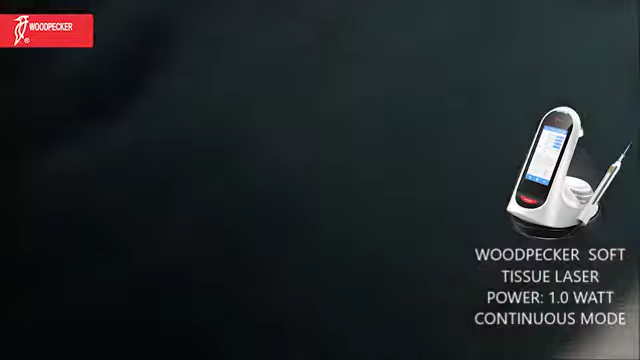 WOODPECKER
®
WOODPECKER SOFT
TISSUE LASER
POWER: 1.0 WATT
CONTINUOUS MODE